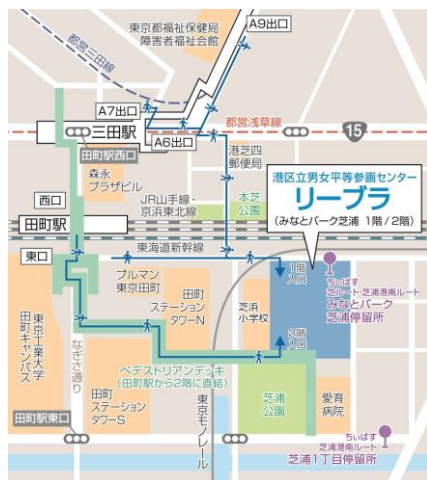 A9出口
東京都福祉保健局
障害者福祉会館
都営三田線
A7出口
三田駅
A6出口
都営浅草線
15
田町駅西口
森永
プラザビル
港芝四
郵便局
港区立男女平等参画センター
リーブラ
(みなとパーク芝浦 1階/2階)
西口
JR山手線・
京浜東北線
本芝
公園
田町駅
東海道新幹線
東口
1階
入口
ちぃばす
芝ルート・芝浦港南ルート
みなとパーク
芝浦停留所
プルマン
東京田町
田町
ステーション
タワーN
芝浜
小学校
2階
入口
東京工業大学
田町キャンパス
なぎさ通り
ペデストリアンデッキ
(田町駅から2階に直結)
田町
ステーション
タワーS
東京モノレール
芝浦
公園
愛育
病院
田町駅東口
ちぃばす
芝浦港南ルート
芝浦1丁目停留所